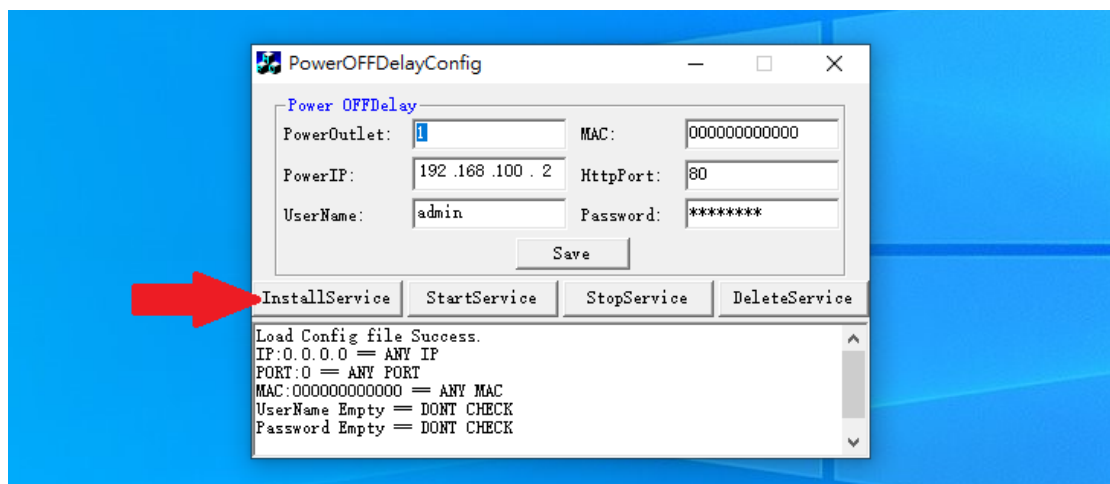 PowerOFFDelayConfig
Power OFFDelay
PowerOutlet: 1 MAC: 000000000000
PowerIP: 192 .168 .100 . 2 HttpPort: 80
UserName: admin Password: ********
Save
InstallService StartService StopService DeleteService
Load Config file Success.
IP:0.0.0.0 == ANY IP
PORT:0 == ANY PORT
MAC:000000000000 == ANY MAC
UserName Empty == DONT CHECK
Password Empty == DONT CHECK